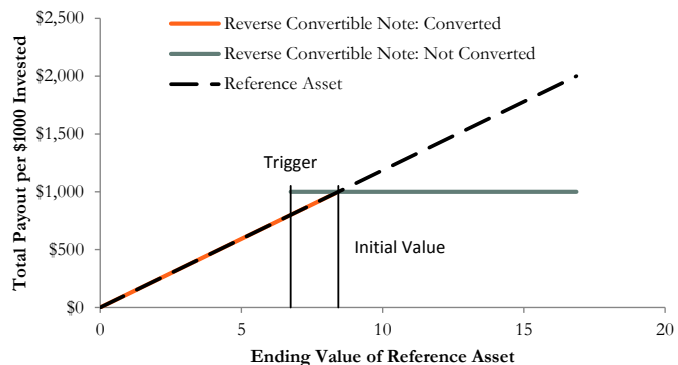 $2,500
$2,000
$1,500
$1,000
$500
$0
Total Payout per $1000 Invested
Reverse Convertible Note: Converted
Reverse Convertible Note: Not Converted
Reference Asset
Trigger
Initial Value
0 5 10 15 20
Ending Value of Reference Asset